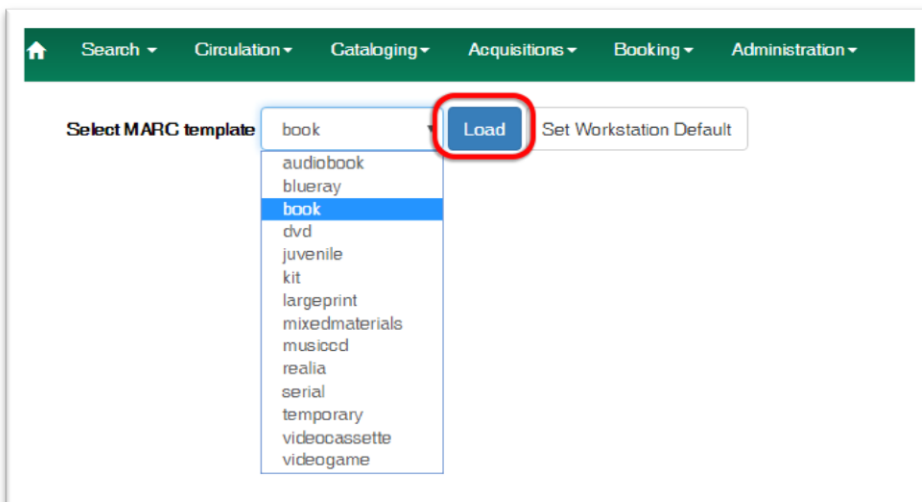 Search Circulation Cataloging Acquisitions Booking Administration
Select MARC template book Load Set Workstation Default
audiobook
blueray
book
dvd
juvenile
kit
largeprint
mixedmaterials
musiccd
realia
serial
temporary
videocassette
videogame